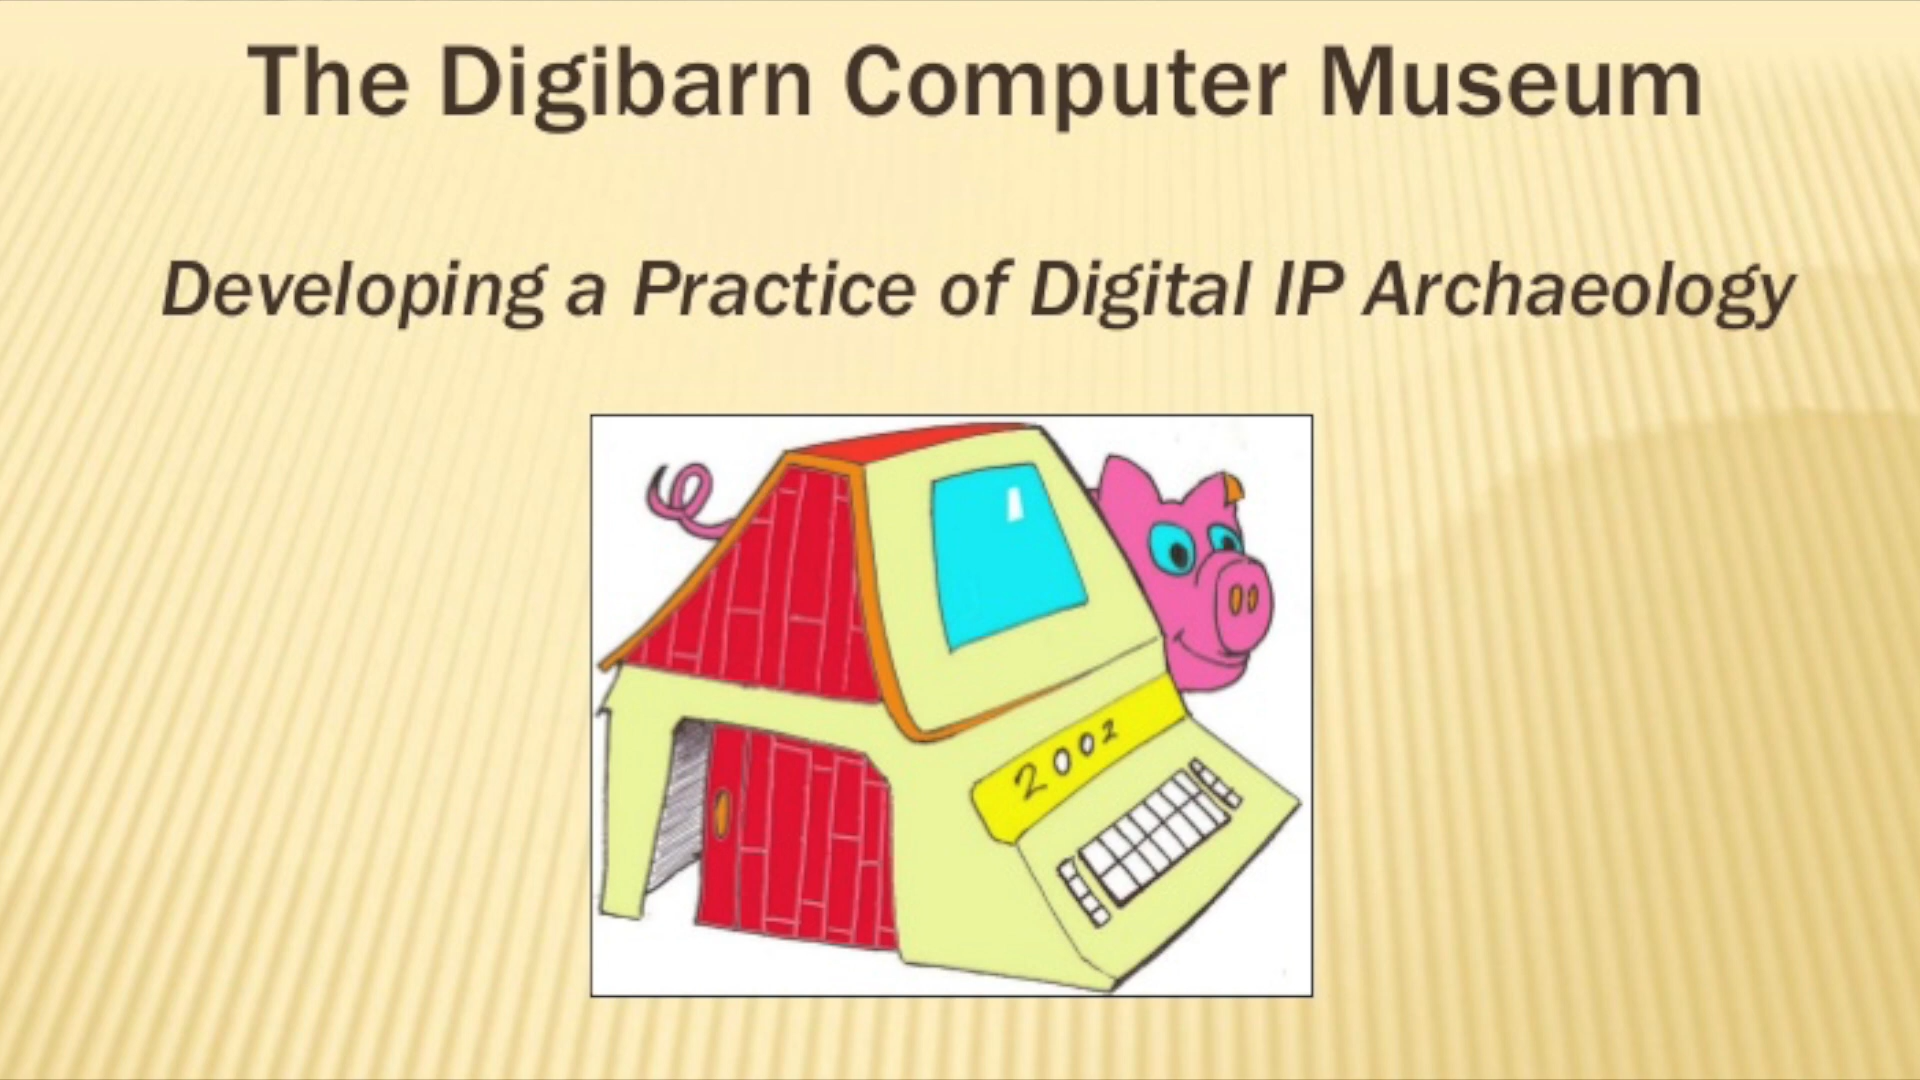 The Digibarn Computer Museum
Developing a Practice of Digital IP Archaeology
2002